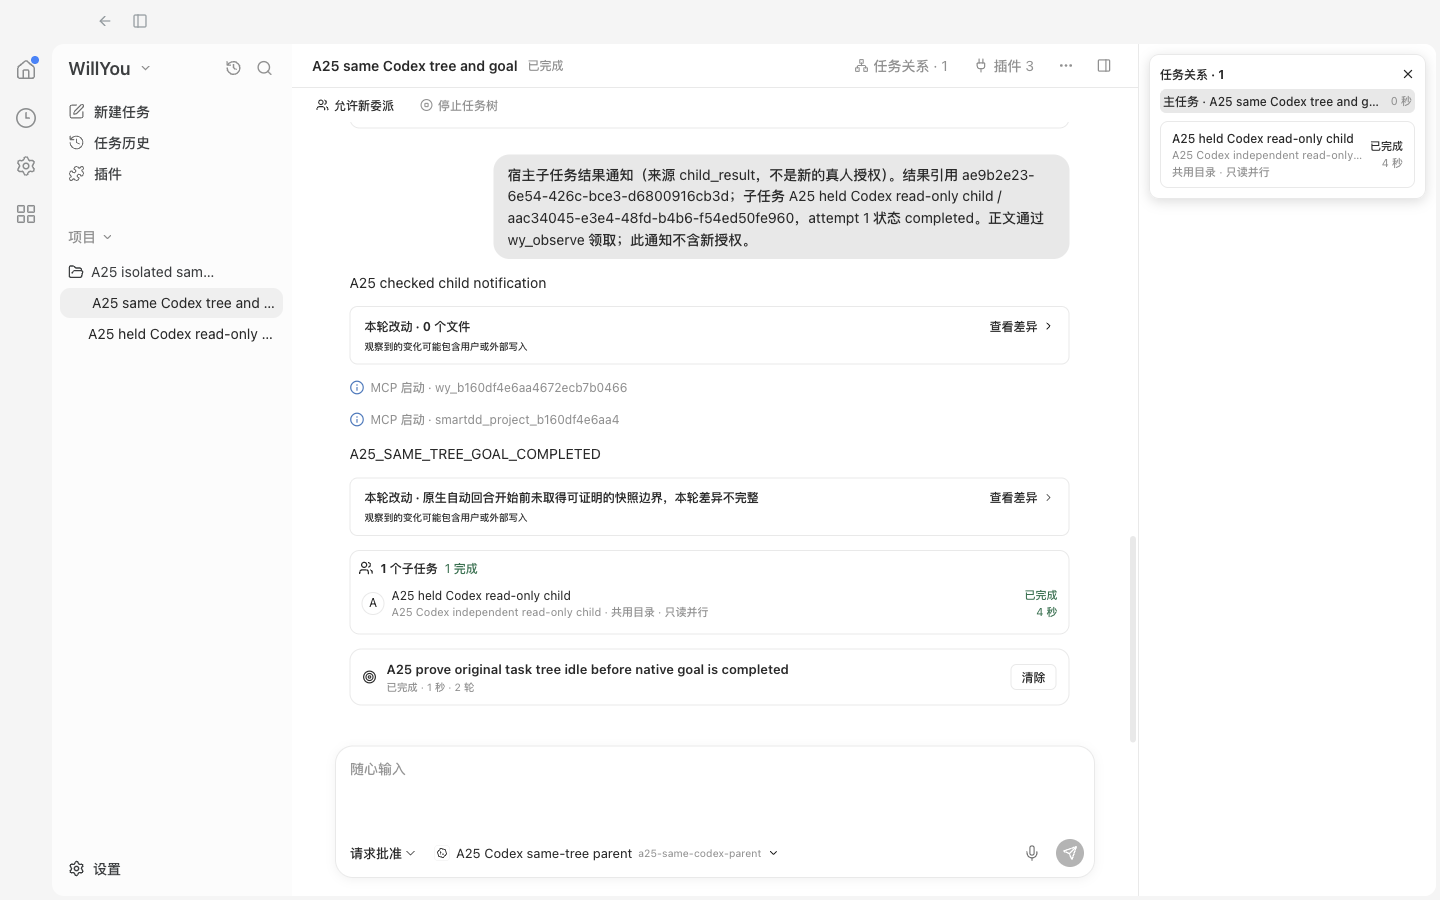 WillYou
新建任务
任务历史
插件
项目
A25 isolated sam...
A25 same Codex tree and ...
A25 held Codex read-only ...
设置
A25 same Codex tree and goal 已完成
任务关系 · 1
插件 3
允许新委派
停止任务树
宿主子任务结果通知（来源 child_result，不是新的真人授权）。结果引用 ae9b2e23-
6e54-426c-bce3-d6800916cb3d；子任务 A25 held Codex read-only child /
aac34045-e3e4-48fd-b4b6-f54ed50fe960，attempt 1 状态 completed。正文通过
wy_observe 领取；此通知不含新授权。
A25 checked child notification
本轮改动 · 0 个文件
查看差异
观察到的变化可能包含用户或外部写入
MCP 启动 · wy_b160df4e6aa4672ecb7b0466
MCP 启动 · smartdd_project_b160df4e6aa4
A25_SAME_TREE_GOAL_COMPLETED
本轮改动 · 原生自动回合开始前未取得可证明的快照边界，本轮差异不完整
查看差异
观察到的变化可能包含用户或外部写入
1 个子任务 1 完成
A
A25 held Codex read-only child
已完成
A25 Codex independent read-only child · 共用目录 · 只读并行
4 秒
A25 prove original task tree idle before native goal is completed
已完成 · 1 秒 · 2 轮
清除
随心输入
请求批准
A25 Codex same-tree parent a25-same-codex-parent
任务关系 · 1
主任务 · A25 same Codex tree and g... 0 秒
A25 held Codex read-only child
已完成
A25 Codex independent read-only...
4 秒
共用目录 · 只读并行